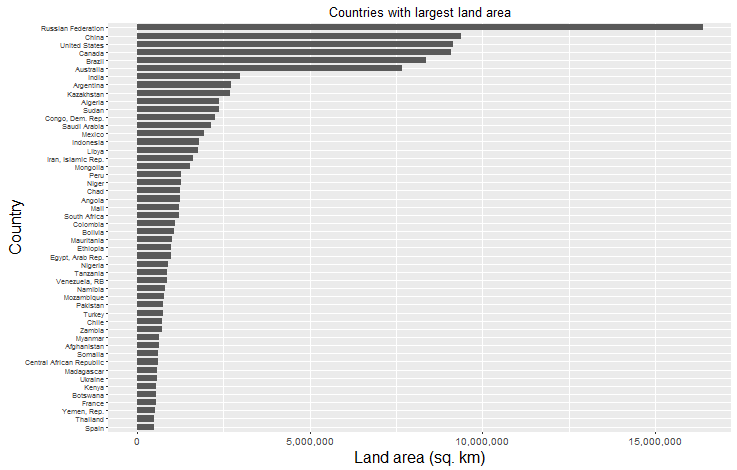 Countries with largest land area
Country
Russian Federation
China
United States
Canada
Brazil
Australia
India
Argentina
Kazakhstan
Algeria
Sudan
Congo, Dem. Rep.
Saudi Arabia
Mexico
Indonesia
Libya
Iran, Islamic Rep.
Mongolia
Peru
Niger
Chad
Angola
Mali
South Africa
Colombia
Bolivia
Mauritania
Ethiopia
Egypt, Arab Rep.
Nigeria
Tanzania
Venezuela, RB
Namibia
Mozambique
Pakistan
Turkey
Chile
Zambia
Myanmar
Afghanistan
Somalia
Central African Republic
Madagascar
Ukraine
Kenya
Botswana
France
Yemen, Rep.
Thailand
Spain
0 5,000,000 10,000,000 15,000,000
Land area (sq. km)